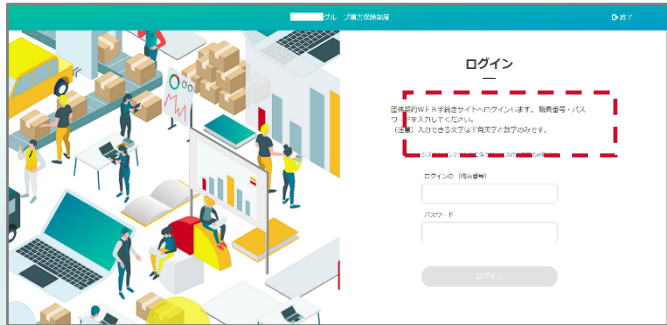 グループ損害保険制度
終了
ログイン
団体契約WEB手続きサイトへログインします。職員番号・パス
ワードを入力してください。
(注意)入力できる文字は半角英字と数字のみです。
ログインID (職員番号)
パスワード
ログイン